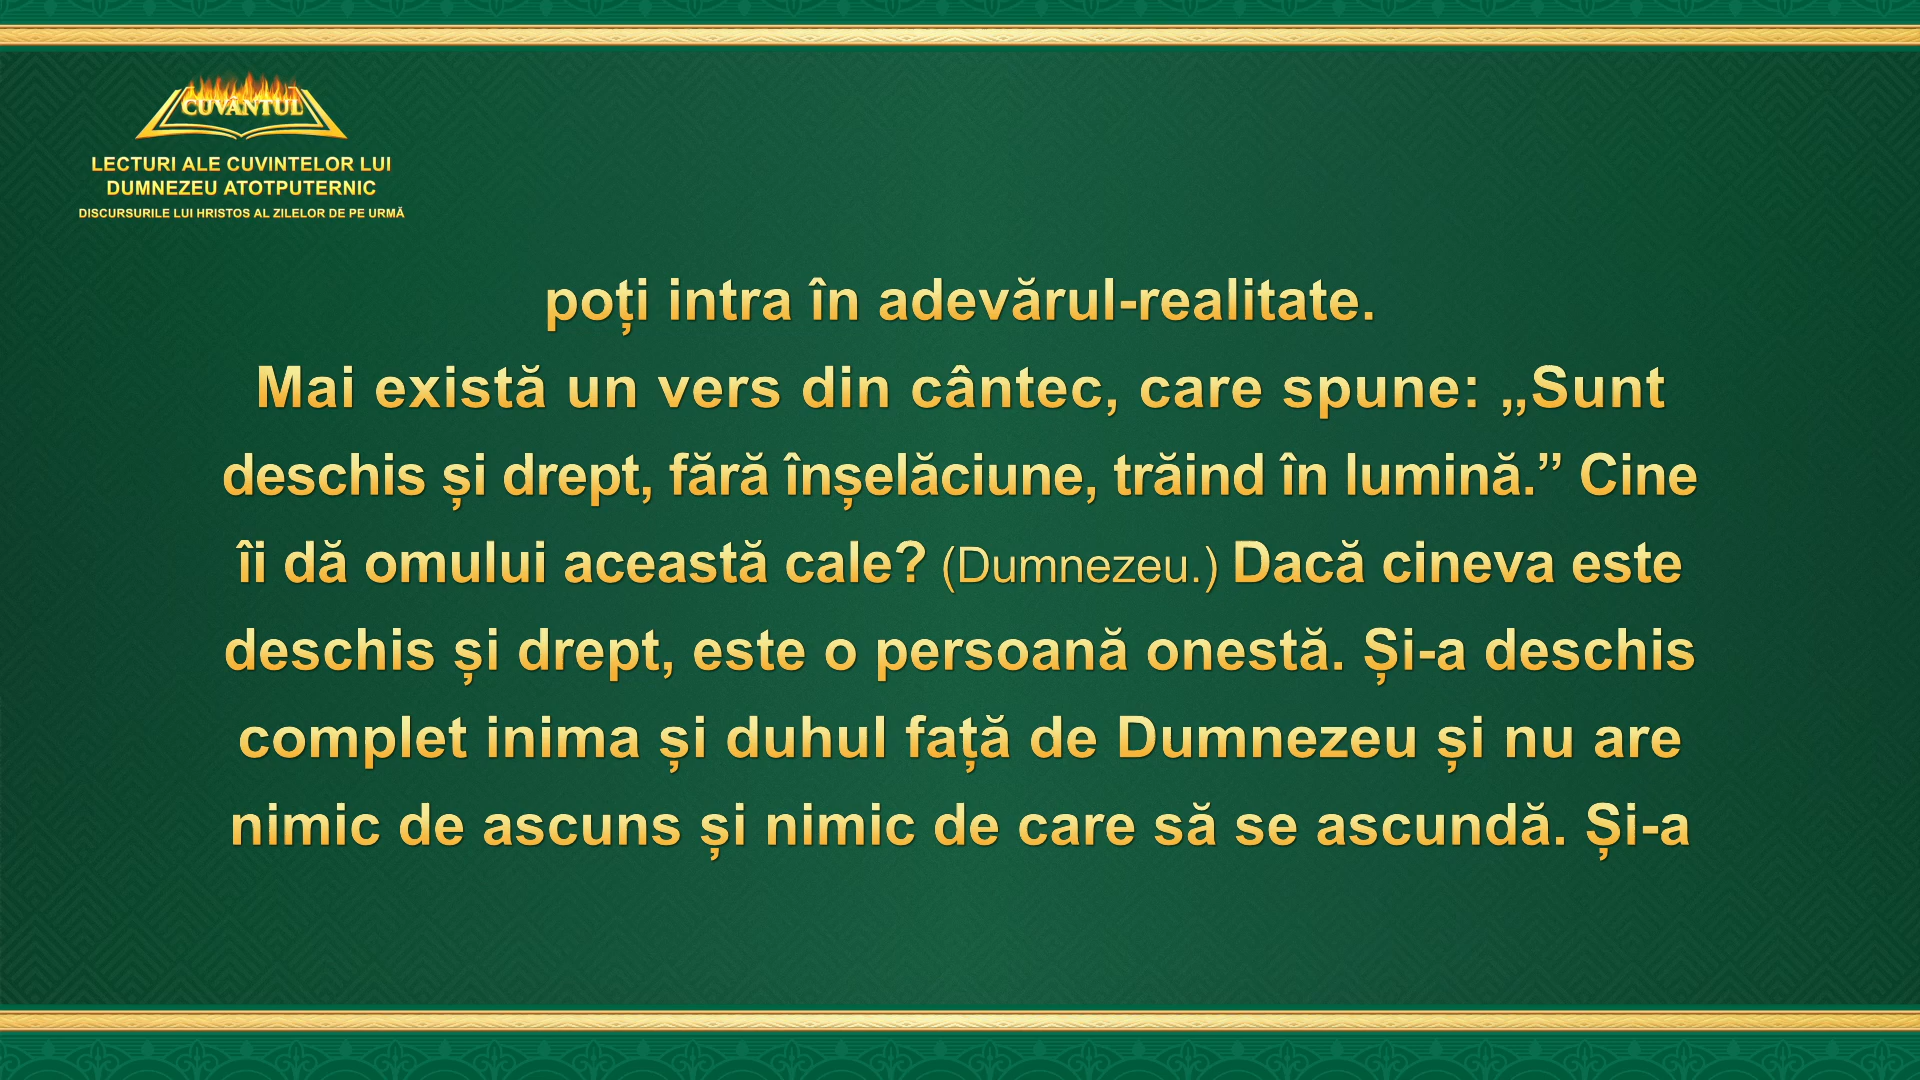 CUVÂNTUL
LECTURI ALE CUVINTELOR LUI
DUMNEZEU ATOTPUTERNIC
DISCURSURILE LUI HRISTOS AL ZILELOR DE PE URMĂ
poți intra în adevărul-realitate.
Mai există un vers din cântec, care spune: „Sunt
deschis și drept, fără înșelăciune, trăind în lumină.” Cine
îi dă omului această cale? (Dumnezeu.) Dacă cineva este
deschis și drept, este o persoană onestă. Și-a deschis
complet inima și duhul față de Dumnezeu și nu are
nimic de ascuns și nimic de care să se ascundă. Și-a